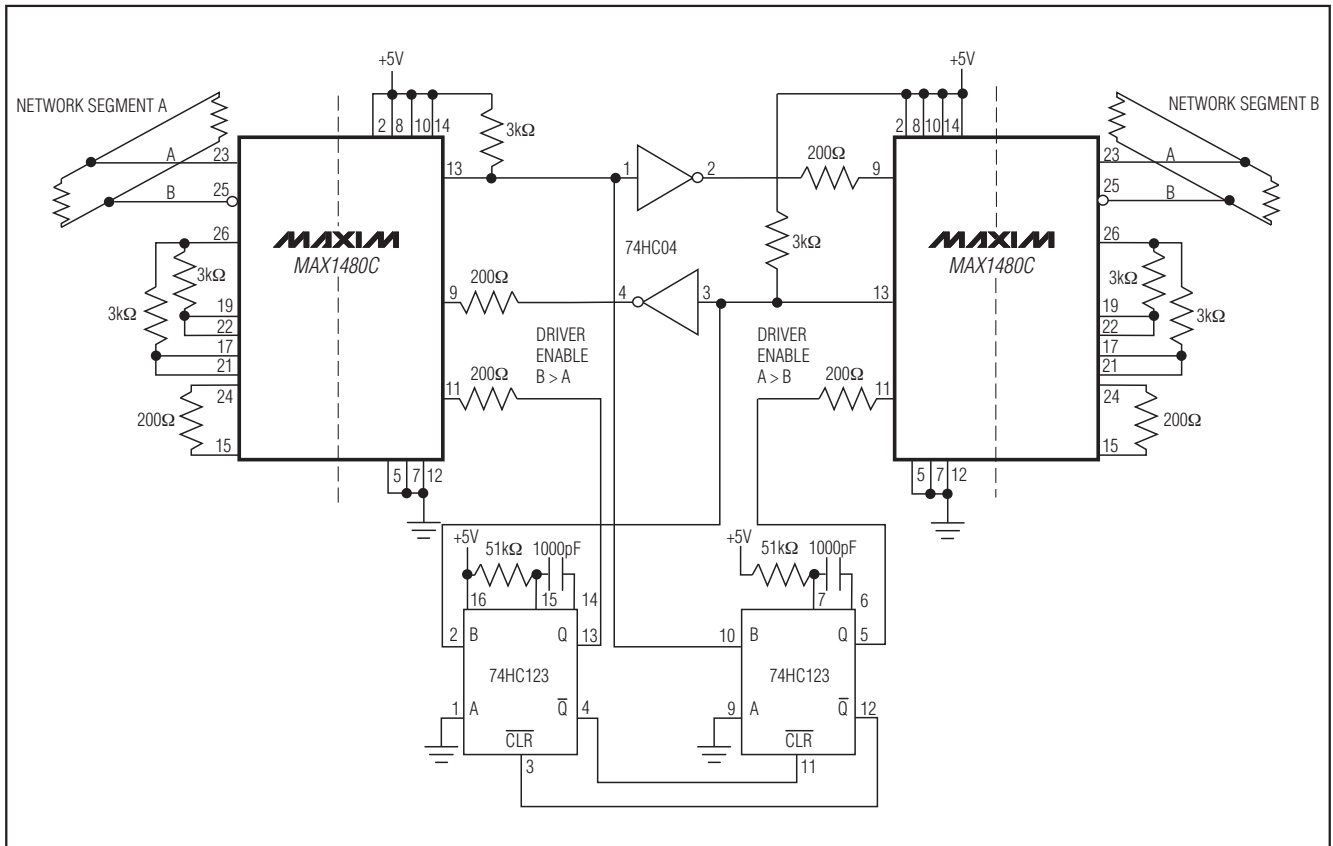 +5V
+5V
NETWORK SEGMENT A
NETWORK SEGMENT B
2 8 10 14
3kΩ
2 8 10 14
A 23
13
1
2
200Ω
9
23 A
B 25
25 B
MAXIM
MAX1480C
74HC04
3kΩ
MAXIM
MAX1480C
26
26
3kΩ
3kΩ
3kΩ
3kΩ
19
22
17
21
9
200Ω
4
3
13
19
22
17
21
DRIVER
ENABLE
B > A
DRIVER
ENABLE
A > B
200Ω
11
200Ω
11
24
200Ω
15
24
200Ω
15
5 7 12
5 7 12
+5V
51kΩ
1000pF
+5V
51kΩ
1000pF
16
15
14
7
6
2 B Q 13
10 B Q 5
74HC123
74HC123
1 A Q̅ 4
9 A Q̅ 12
C̅L̅R̅
C̅L̅R̅
3
11